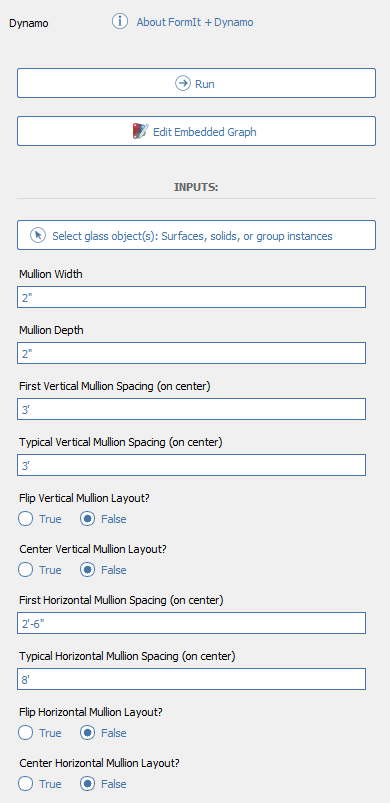 Dynamo
About FormIt + Dynamo
Run
Edit Embedded Graph
INPUTS:
Select glass object(s): Surfaces, solids, or group instances
Mullion Width
2"
Mullion Depth
2"
First Vertical Mullion Spacing (on center)
3'
Typical Vertical Mullion Spacing (on center)
3'
Flip Vertical Mullion Layout?
True False
Center Vertical Mullion Layout?
True False
First Horizontal Mullion Spacing (on center)
2'-6"
Typical Horizontal Mullion Spacing (on center)
8'
Flip Horizontal Mullion Layout?
True False
Center Horizontal Mullion Layout?
True False